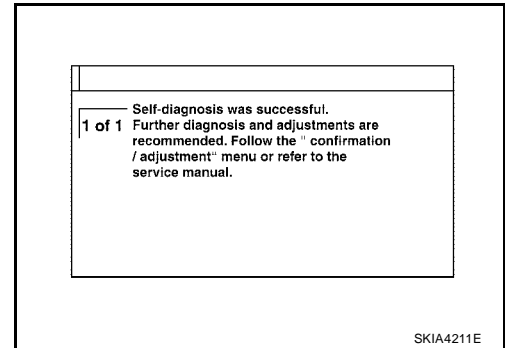 Self-diagnosis was successful.
1 of 1 Further diagnosis and adjustments are
recommended. Follow the " confirmation
/ adjustment" menu or refer to the
service manual.
SKIA4211E